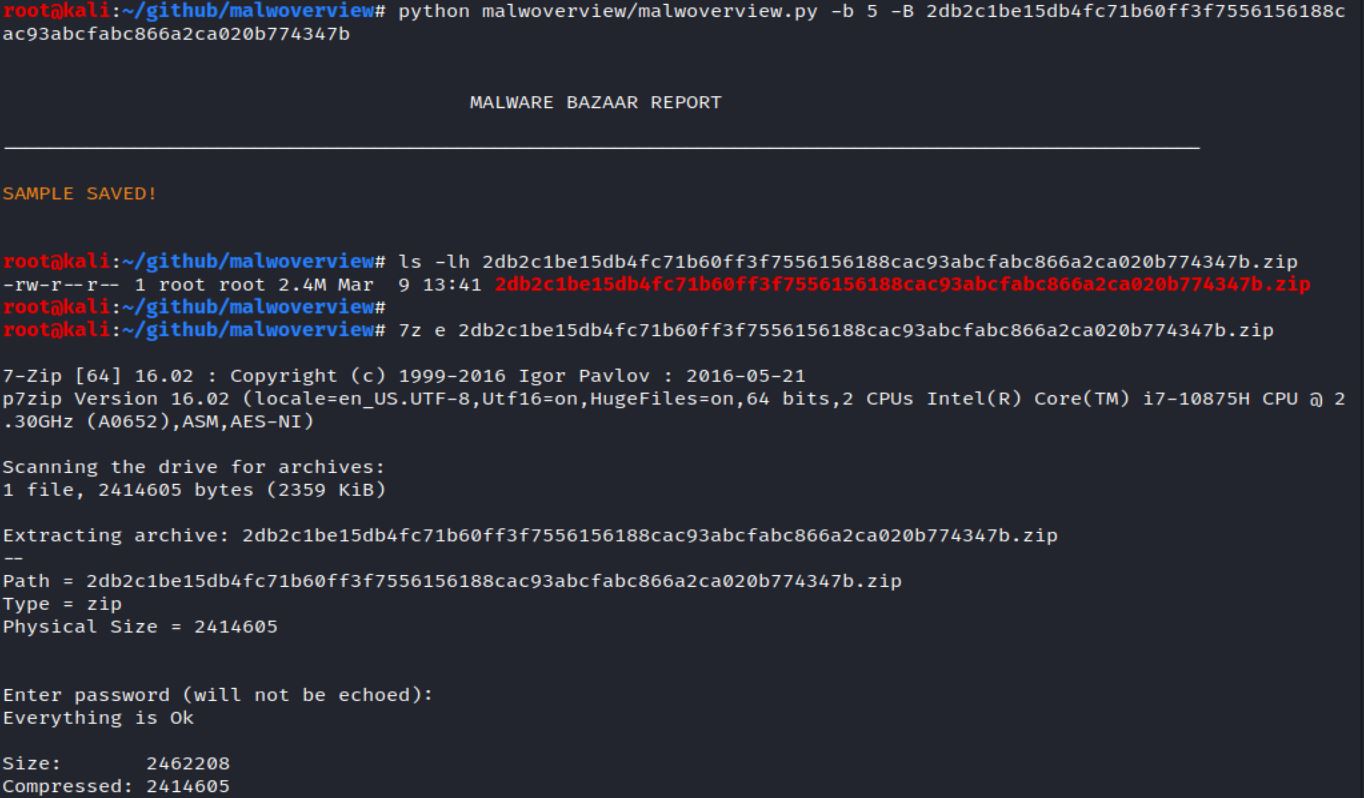 root@kali:~/github/malwoverview# python malwoverview/malwoverview.py -b 5 -B 2db2c1be15db4fc71b60ff3f7556156188c
ac93abcfabc866a2ca020b774347b
MALWARE BAZAAR REPORT
SAMPLE SAVED!
root@kali:~/github/malwoverview# ls -lh 2db2c1be15db4fc71b60ff3f7556156188cac93abcfabc866a2ca020b774347b.zip
-rw-r--r-- 1 root root 2.4M Mar  9 13:41 2db2c1be15db4fc71b60ff3f7556156188cac93abcfabc866a2ca020b774347b.zip
root@kali:~/github/malwoverview#
root@kali:~/github/malwoverview# 7z e 2db2c1be15db4fc71b60ff3f7556156188cac93abcfabc866a2ca020b774347b.zip
7-Zip [64] 16.02 : Copyright (c) 1999-2016 Igor Pavlov : 2016-05-21
p7zip Version 16.02 (locale=en_US.UTF-8,Utf16=on,HugeFiles=on,64 bits,2 CPUs Intel(R) Core(TM) i7-10875H CPU @ 2
.30GHz (A0652),ASM,AES-NI)
Scanning the drive for archives:
1 file, 2414605 bytes (2359 KiB)
Extracting archive: 2db2c1be15db4fc71b60ff3f7556156188cac93abcfabc866a2ca020b774347b.zip
--
Path = 2db2c1be15db4fc71b60ff3f7556156188cac93abcfabc866a2ca020b774347b.zip
Type = zip
Physical Size = 2414605
Enter password (will not be echoed):
Everything is Ok
Size:       2462208
Compressed: 2414605